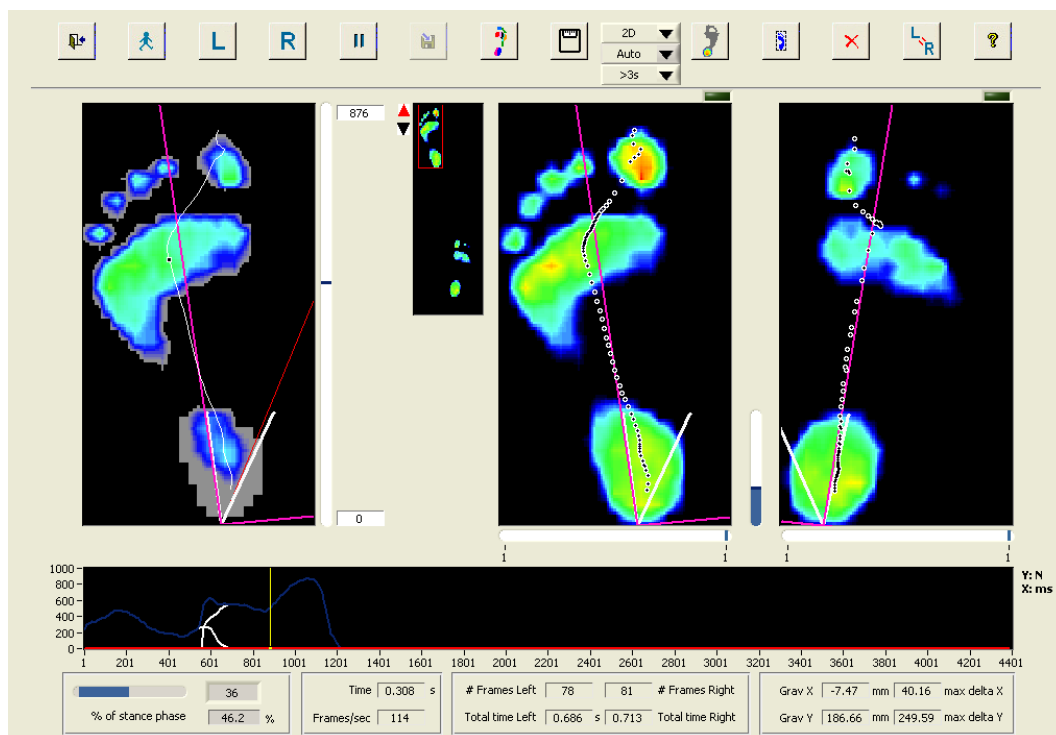 L R ? L R
2D
Auto
>3s
876
0
1 1 1 1
1000
800
600
400
200
0
Y: N
X: ms
1 201 401 601 801 1001 1201 1401 1601 1801 2001 2201 2401 2601 2801 3001 3201 3401 3601 3801 4001 4201 4401
36 Time 0.308 s # Frames Left 78 81 # Frames Right Grav X -7.47 mm 40.16 max delta X
% of stance phase 46.2 % Frames/sec 114 Total time Left 0.686 s 0.713 Total time Right Grav Y 186.66 mm 249.59 max delta Y